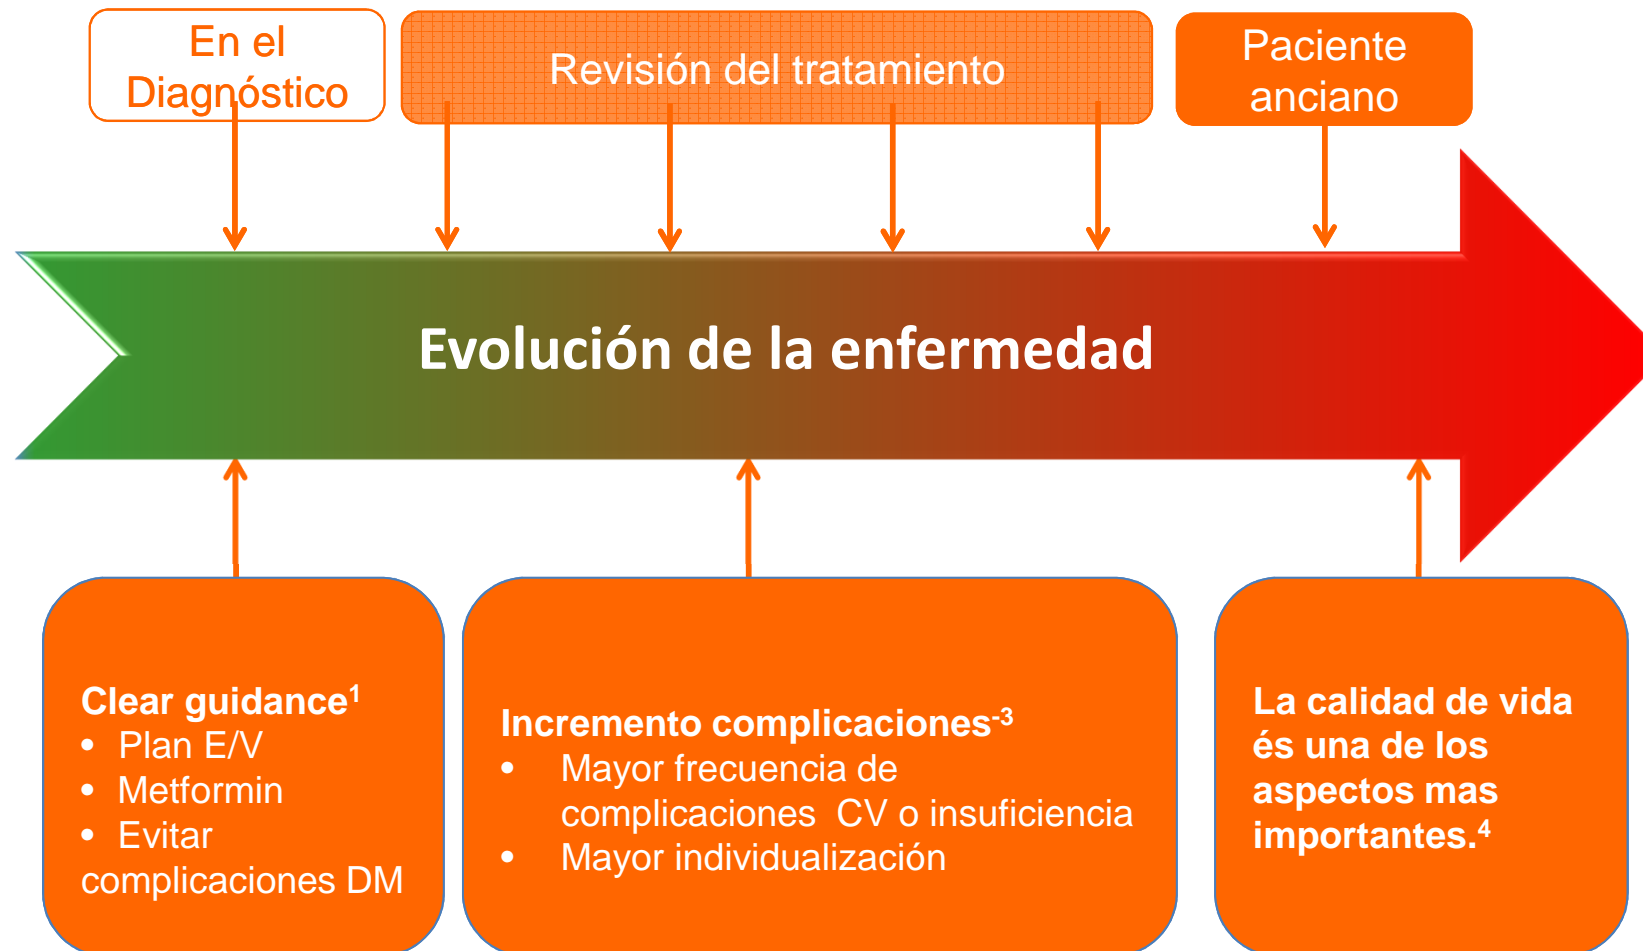 En el
Diagnóstico
Revisión del tratamiento
Paciente
anciano
Evolución de la enfermedad
Clear guidance¹
• Plan E/V
• Metformin
• Evitar
complicaciones DM
Incremento complicaciones⁻³
• Mayor frecuencia de
complicaciones CV o insuficiencia
• Mayor individualización
La calidad de vida
és una de los
aspectos mas
importantes.⁴